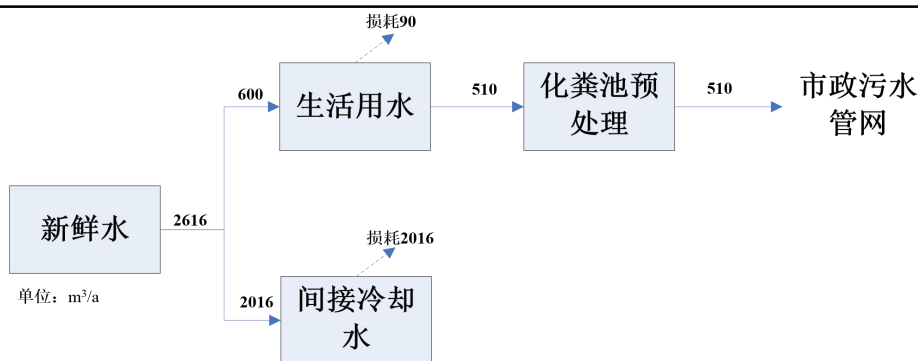 损耗90
600
生活用水
510
化粪池预
处理
510
市政污水
管网
新鲜水
2616
单位：m³/a
损耗2016
2016
间接冷却
水